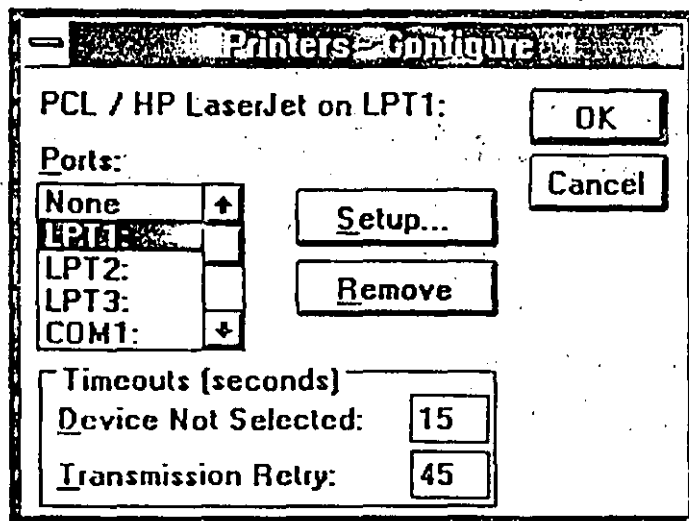 Printers - Configure
PCL / HP LaserJet on LPT1:
OK
Ports:
Cancel
None
LPT1:
LPT2:
LPT3:
COM1:
Setup...
Remove
Timeouts (seconds)
Device Not Selected: 15
Transmission Retry: 45